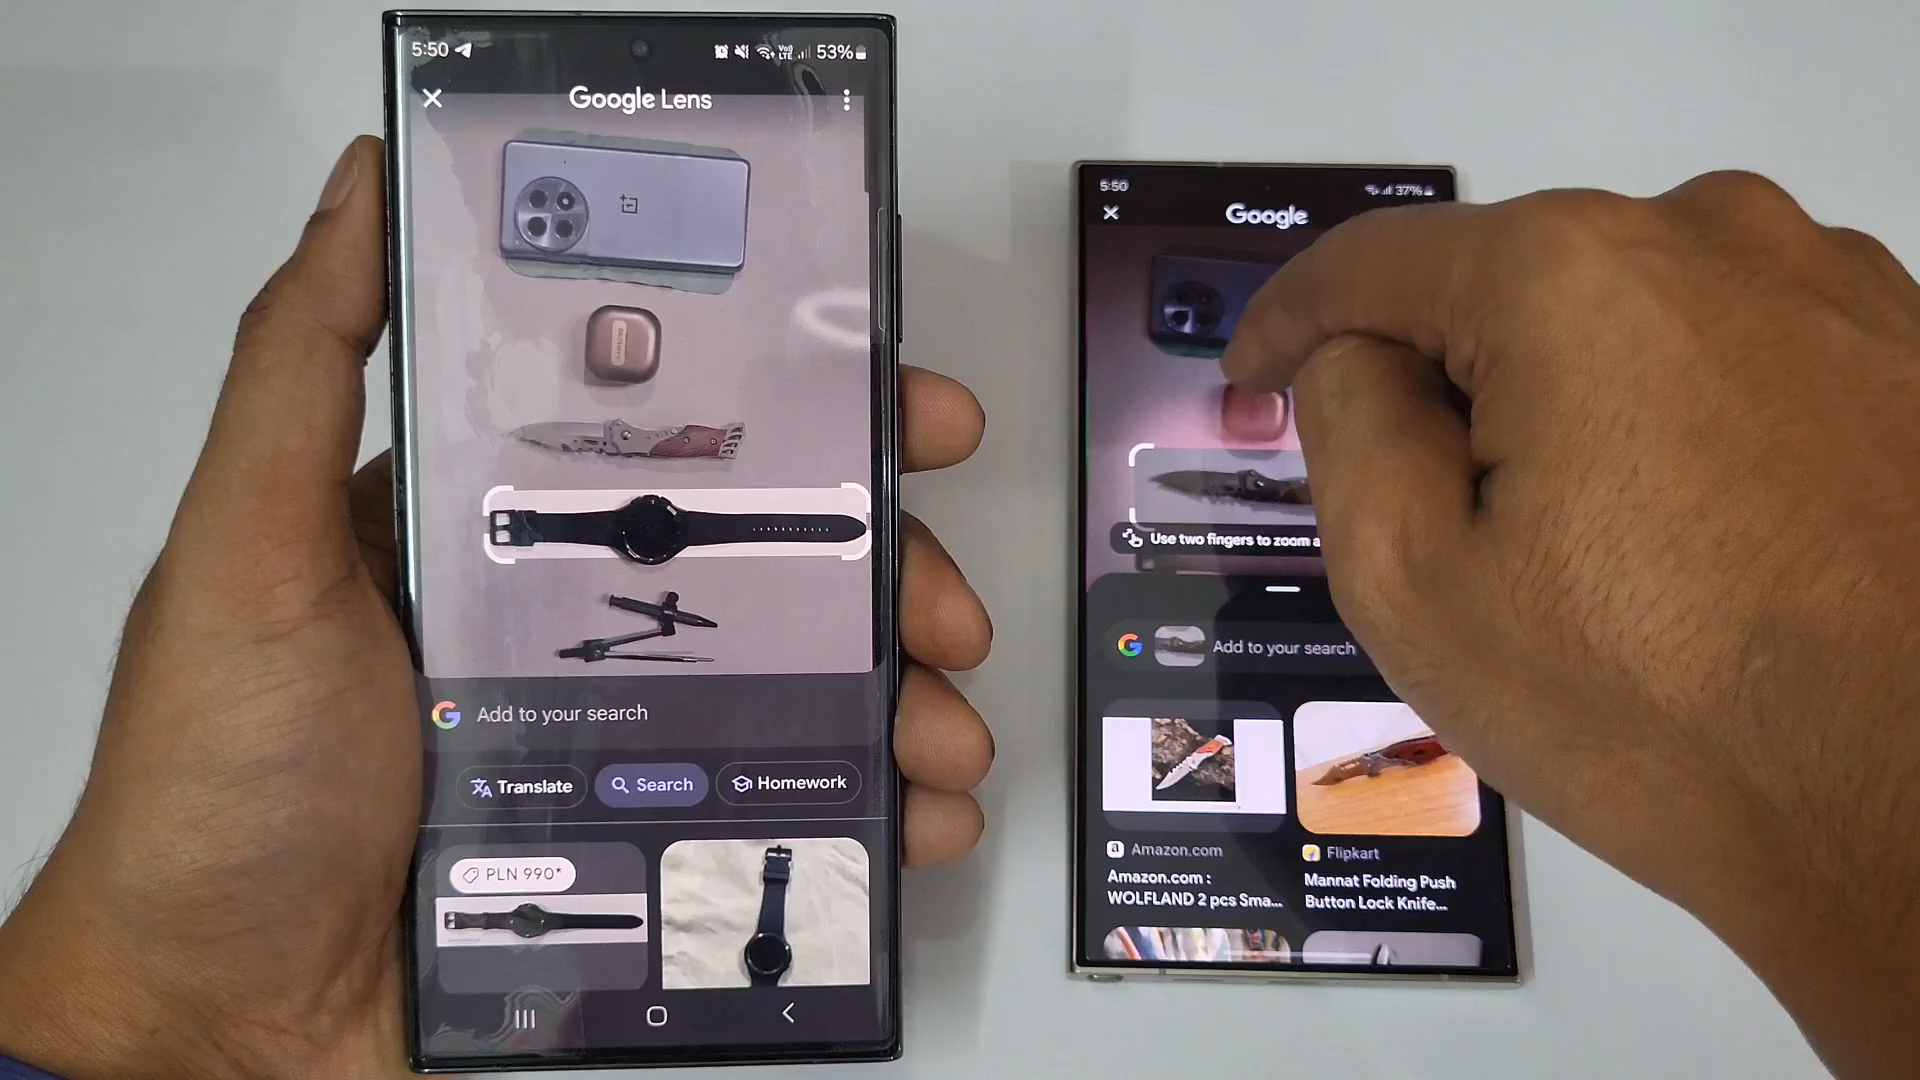 5:50
Vo)
LTE
53%
Google Lens
Add to your search
Translate
Search
Homework
PLN 990*
5:50
37%
Google
Use two fingers to zoom a
Add to your search
Amazon.com
Amazon.com :
WOLFLAND 2 pcs Sma...
Flipkart
Mannat Folding Push
Button Lock Knife...